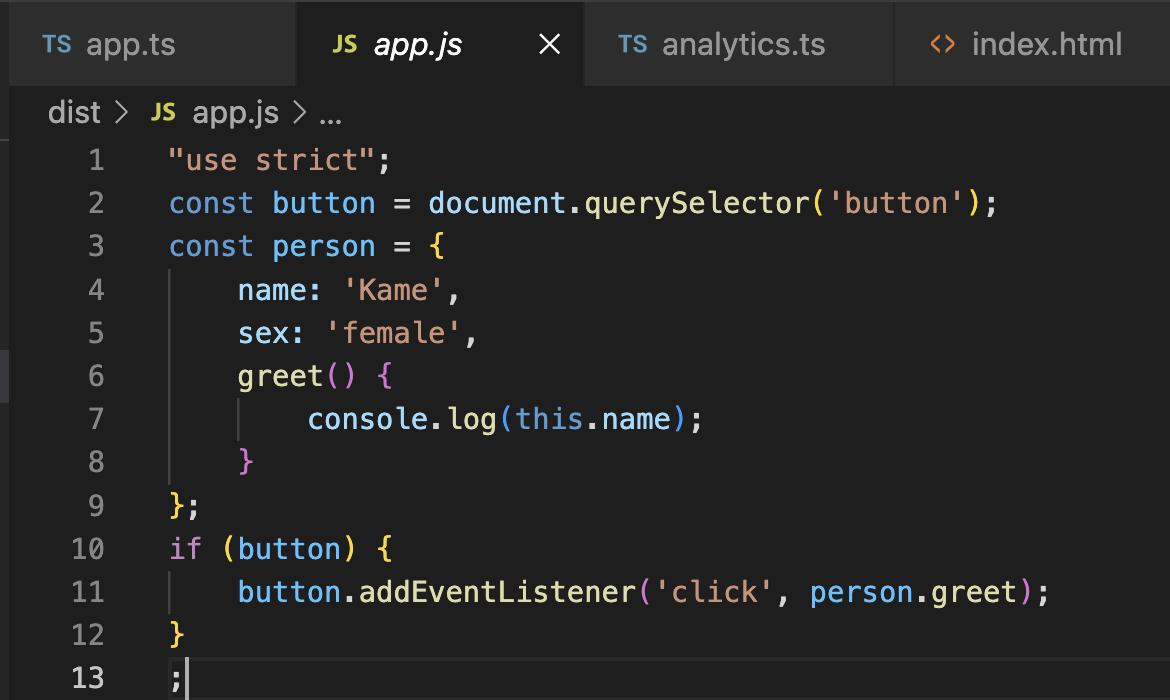 TS app.ts JS app.js × TS analytics.ts <> index.html
dist > JS app.js > ...
1 "use strict";
2 const button = document.querySelector('button');
3 const person = {
4     name: 'Kame',
5     sex: 'female',
6     greet() {
7         console.log(this.name);
8     }
9 };
10 if (button) {
11     button.addEventListener('click', person.greet);
12 }
13 ;